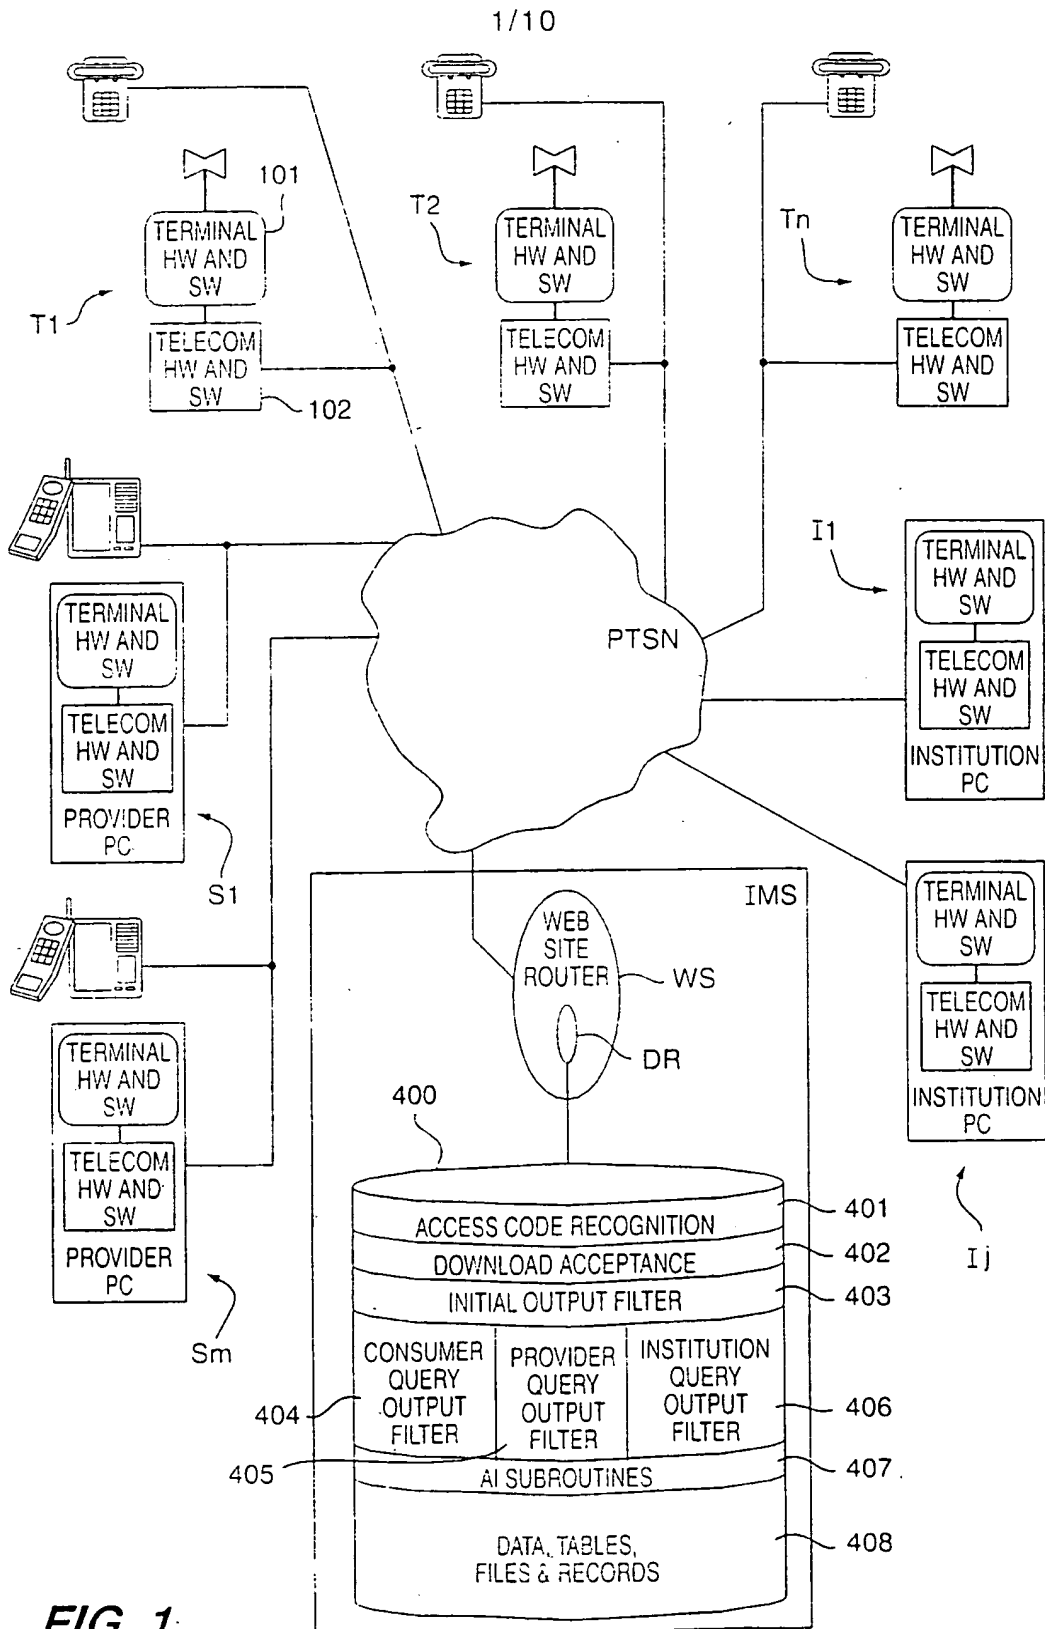 1/10
101
TERMINAL
HW AND
SW
T1
TELECOM
HW AND
SW
102
T2
TERMINAL
HW AND
SW
TELECOM
HW AND
SW
Tn
TERMINAL
HW AND
SW
TELECOM
HW AND
SW
TERMINAL
HW AND
SW
TELECOM
HW AND
SW
PROVIDER
PC
S1
PTSN
I1
TERMINAL
HW AND
SW
TELECOM
HW AND
SW
INSTITUTION
PC
TERMINAL
HW AND
SW
TELECOM
HW AND
SW
PROVIDER
PC
Sm
TERMINAL
HW AND
SW
TELECOM
HW AND
SW
INSTITUTION
PC
Ij
IMS
WEB
SITE
ROUTER
WS
DR
400
ACCESS CODE RECOGNITION
401
DOWNLOAD ACCEPTANCE
402
INITIAL OUTPUT FILTER
403
CONSUMER
QUERY
OUTPUT
FILTER
404
PROVIDER
QUERY
OUTPUT
FILTER
405
INSTITUTION
QUERY
OUTPUT
FILTER
406
AI SUBROUTINES
407
DATA, TABLES,
FILES & RECORDS
408
FIG. 1